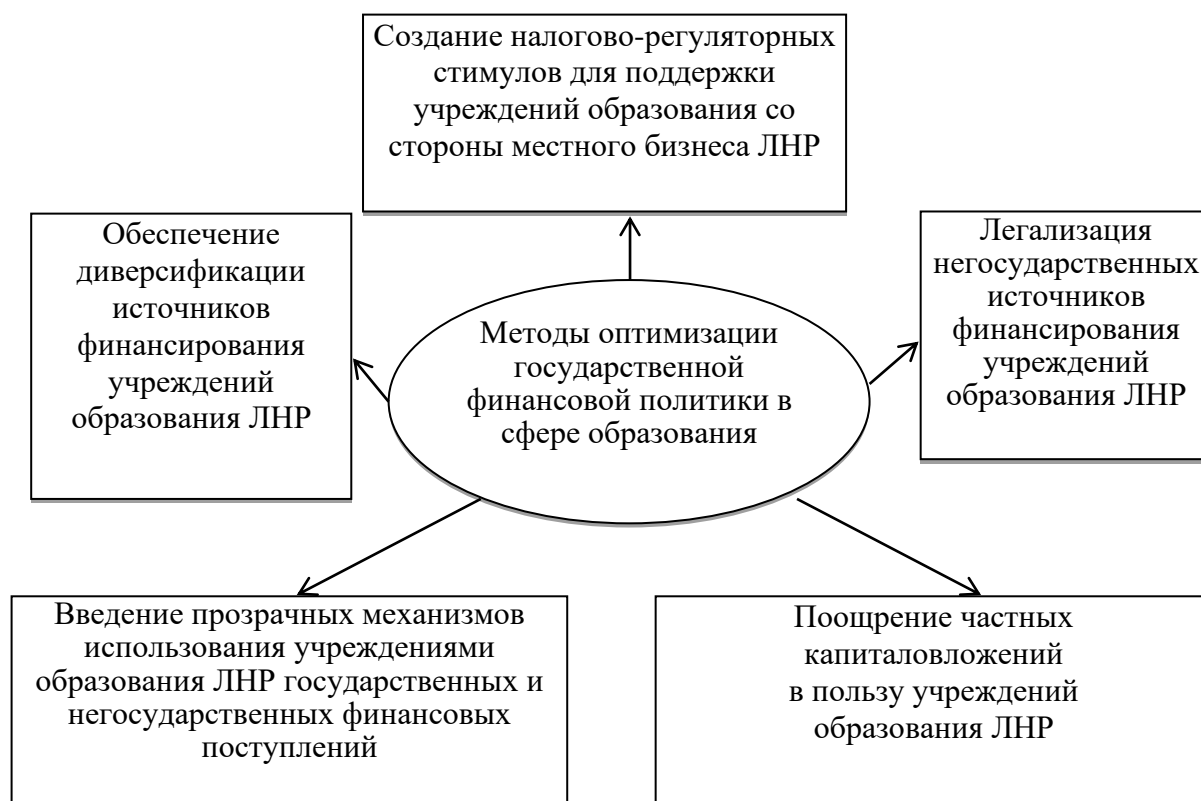 Создание налогово-регуляторных
стимулов для поддержки
учреждений образования со
стороны местного бизнеса ЛНР
Обеспечение
диверсификации
источников
финансирования
учреждений
образования ЛНР
Методы оптимизации
государственной
финансовой политики в
сфере образования
Легализация
негосударственных
источников
финансирования
учреждений
образования ЛНР
Введение прозрачных механизмов
использования учреждениями
образования ЛНР государственных и
негосударственных финансовых
поступлений
Поощрение частных
капиталовложений
в пользу учреждений
образования ЛНР